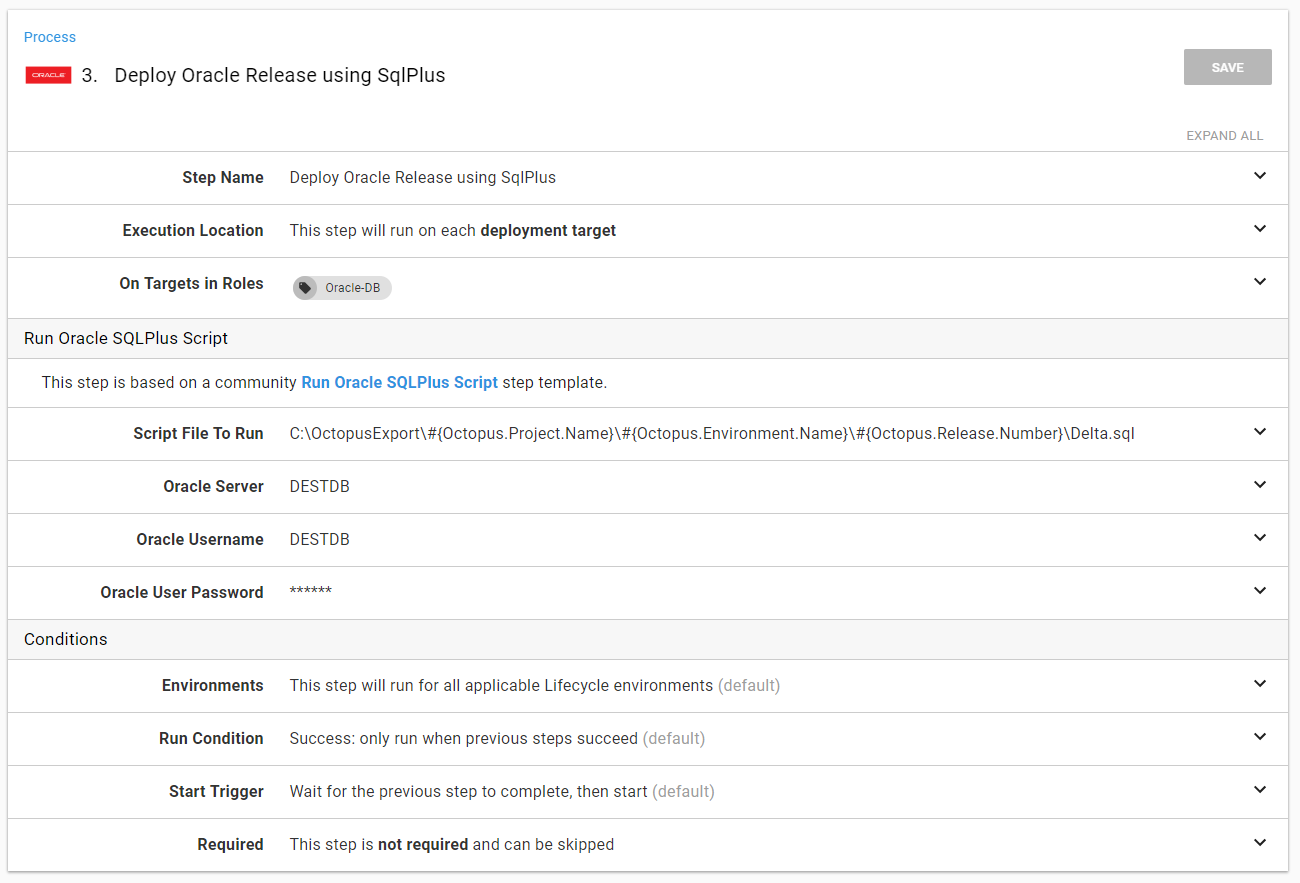 Process
ORACLE 3. Deploy Oracle Release using SqlPlus
SAVE
EXPAND ALL
Step Name Deploy Oracle Release using SqlPlus
Execution Location This step will run on each deployment target
On Targets in Roles Oracle-DB
Run Oracle SQLPlus Script
This step is based on a community Run Oracle SQLPlus Script step template.
Script File To Run C:\OctopusExport\#{Octopus.Project.Name}\#{Octopus.Environment.Name}\#{Octopus.Release.Number}\Delta.sql
Oracle Server DESTDB
Oracle Username DESTDB
Oracle User Password ******
Conditions
Environments This step will run for all applicable Lifecycle environments (default)
Run Condition Success: only run when previous steps succeed (default)
Start Trigger Wait for the previous step to complete, then start (default)
Required This step is not required and can be skipped